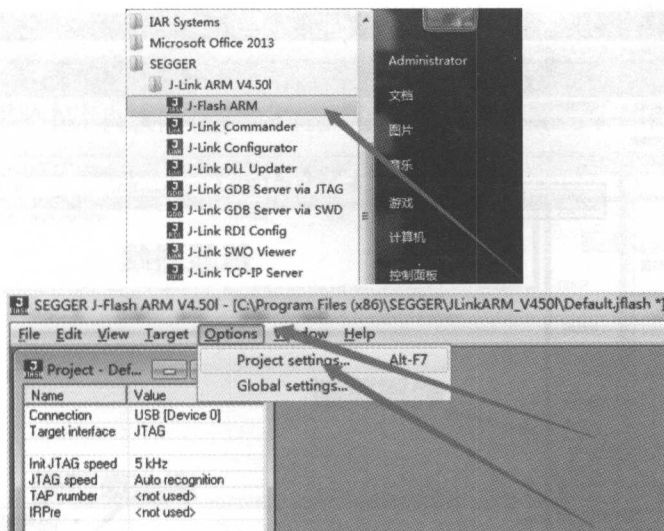 IAR Systems
Microsoft Office 2013
SEGGER
J-Link ARM V4.50l
J-Flash ARM
J-Link Commander
J-Link Configurator
J-Link DLL Updater
J-Link GDB Server via JTAG
J-Link GDB Server via SWD
J-Link RDI Config
J-Link SWO Viewer
J-Link TCP-IP Server
Administrator
文档
图片
音乐
游戏
计算机
控制面板
SEGGER J-Flash ARM V4.50l - [C:\Program Files (x86)\SEGGER\JLinkARM_V450l\Default.jflash *]
File Edit View Target Options Window Help
Project settings... Alt-F7
Global settings...
Project - Def...
Name Value
Connection USB [Device 0]
Target interface JTAG
Init JTAG speed 5 kHz
JTAG speed Auto recognition
TAP number <not used>
IRPre <not used>